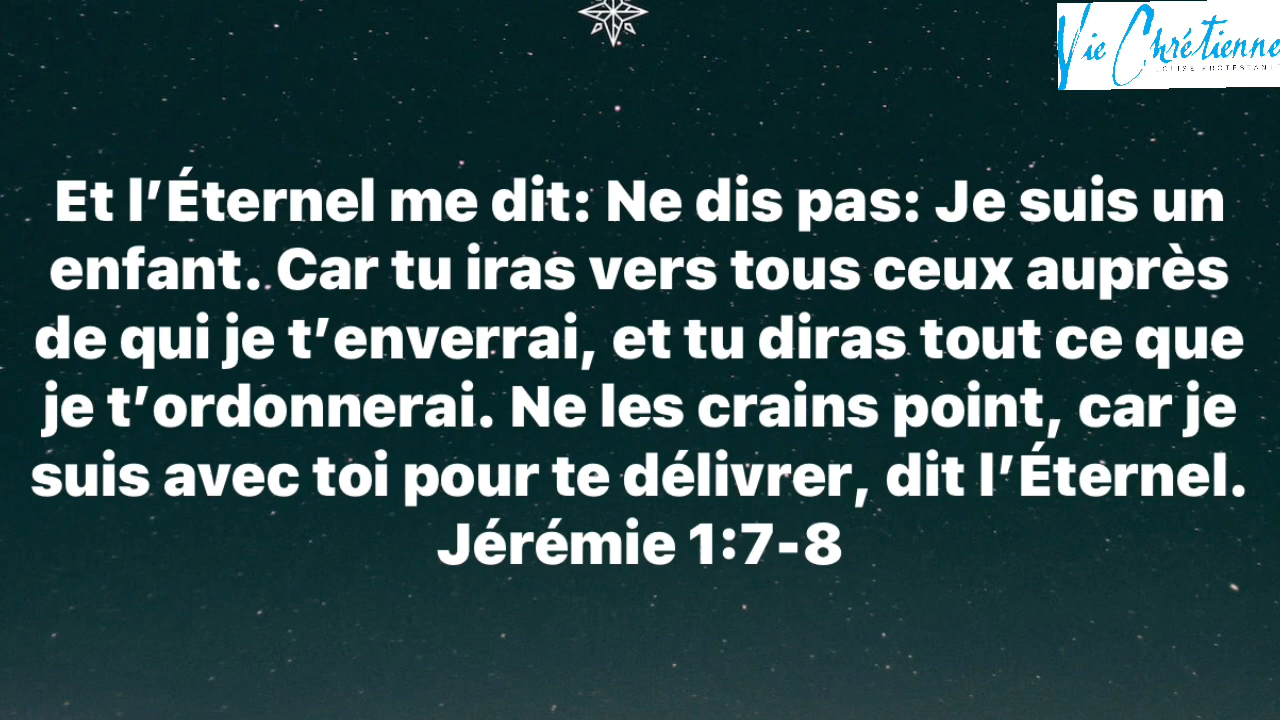 Vie Chrétienne
Et l’Éternel me dit: Ne dis pas: Je suis un
enfant. Car tu iras vers tous ceux auprès
de qui je t’enverrai, et tu diras tout ce que
je t’ordonnerai. Ne les crains point, car je
suis avec toi pour te délivrer, dit l’Éternel.
Jérémie 1:7-8